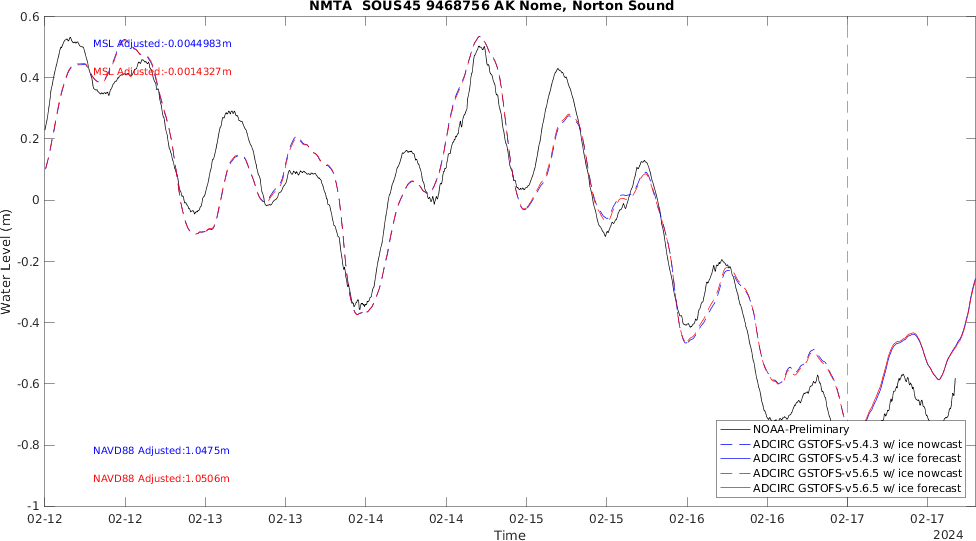 NMTA SOUS45 9468756 AK Nome, Norton Sound
0.6
MSL Adjusted:-0.0044983m
MSL Adjusted:-0.0014327m
0.4
0.2
0
-0.2
-0.4
-0.6
-0.8
-1
Water Level (m)
NAVD88 Adjusted:1.0475m
NAVD88 Adjusted:1.0506m
NOAA-Preliminary
ADCIRC GSTOFS-v5.4.3 w/ ice nowcast
ADCIRC GSTOFS-v5.4.3 w/ ice forecast
ADCIRC GSTOFS-v5.6.5 w/ ice nowcast
ADCIRC GSTOFS-v5.6.5 w/ ice forecast
02-12 02-12 02-13 02-13 02-14 02-14 02-15 02-15 02-16 02-16 02-17 02-17
Time
2024